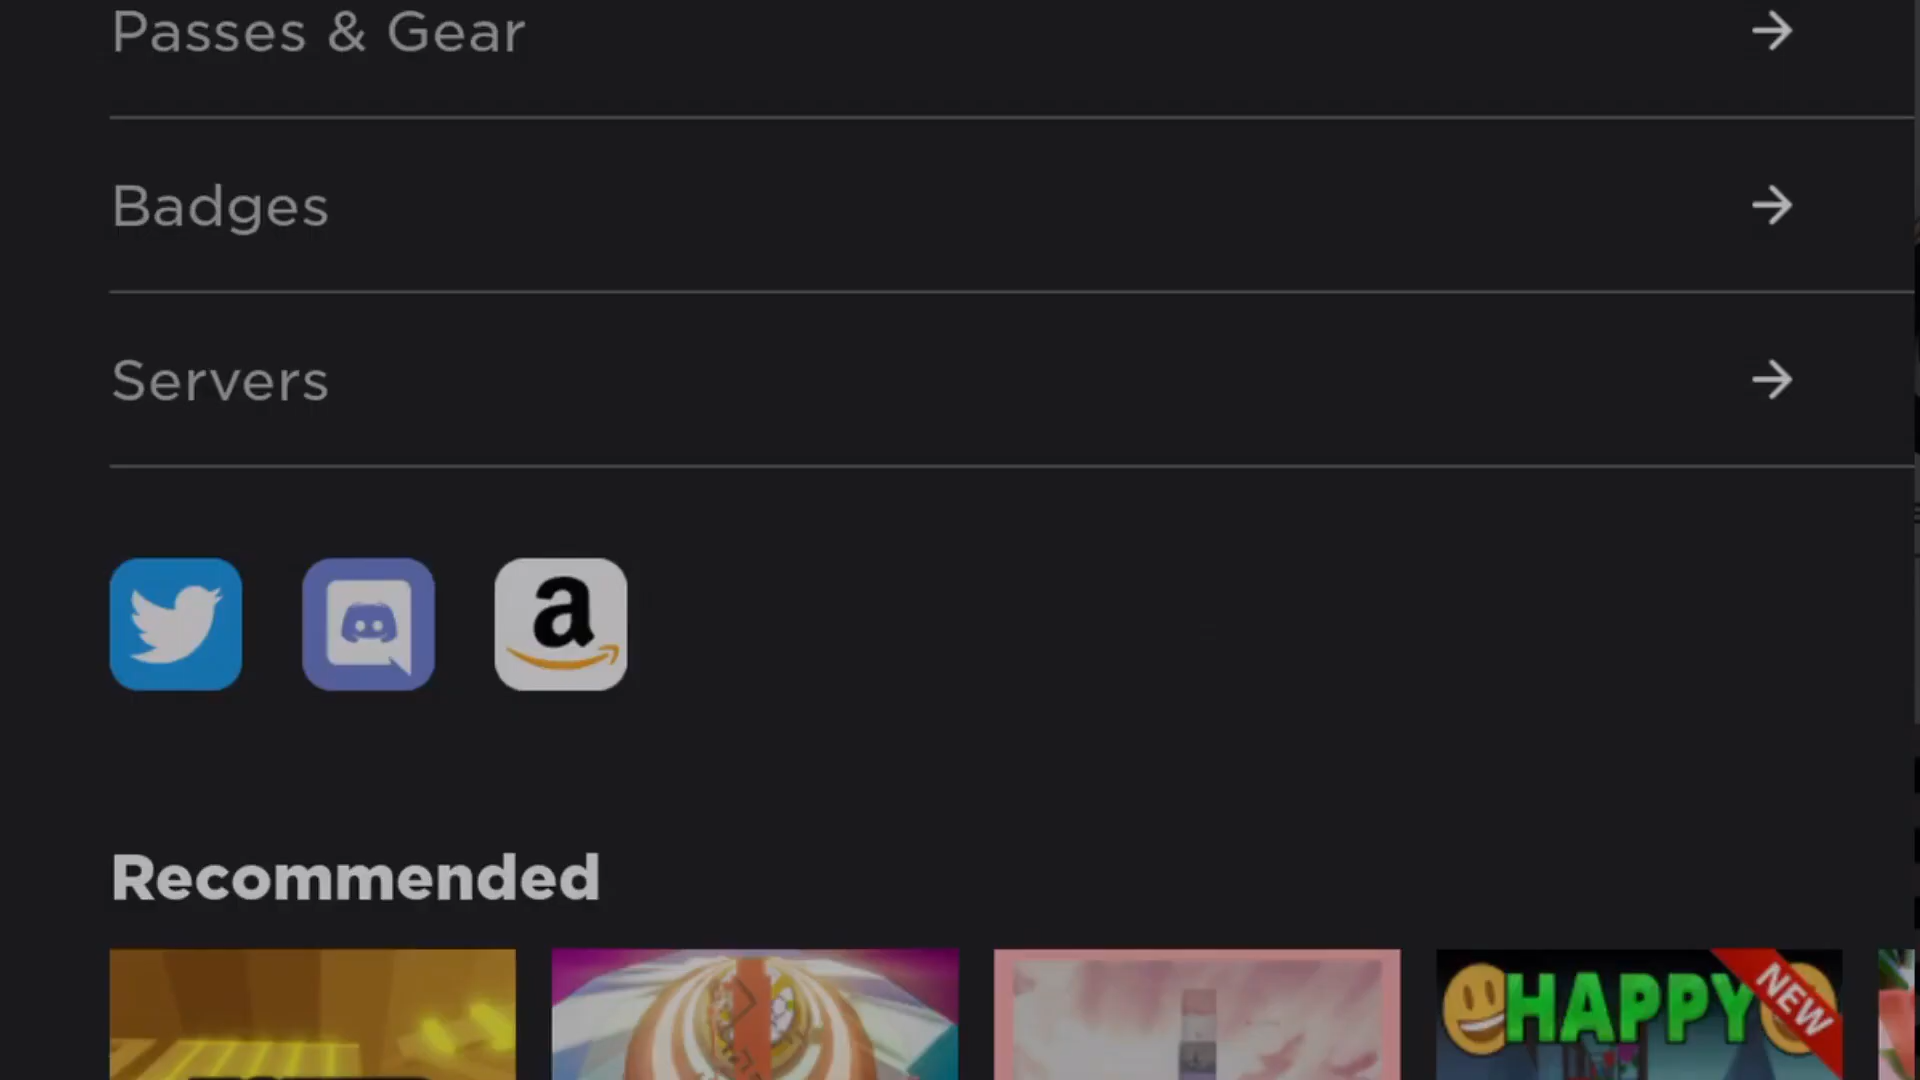 Passes & Gear
Badges
Servers
a
Recommended
HAPPY
NEW